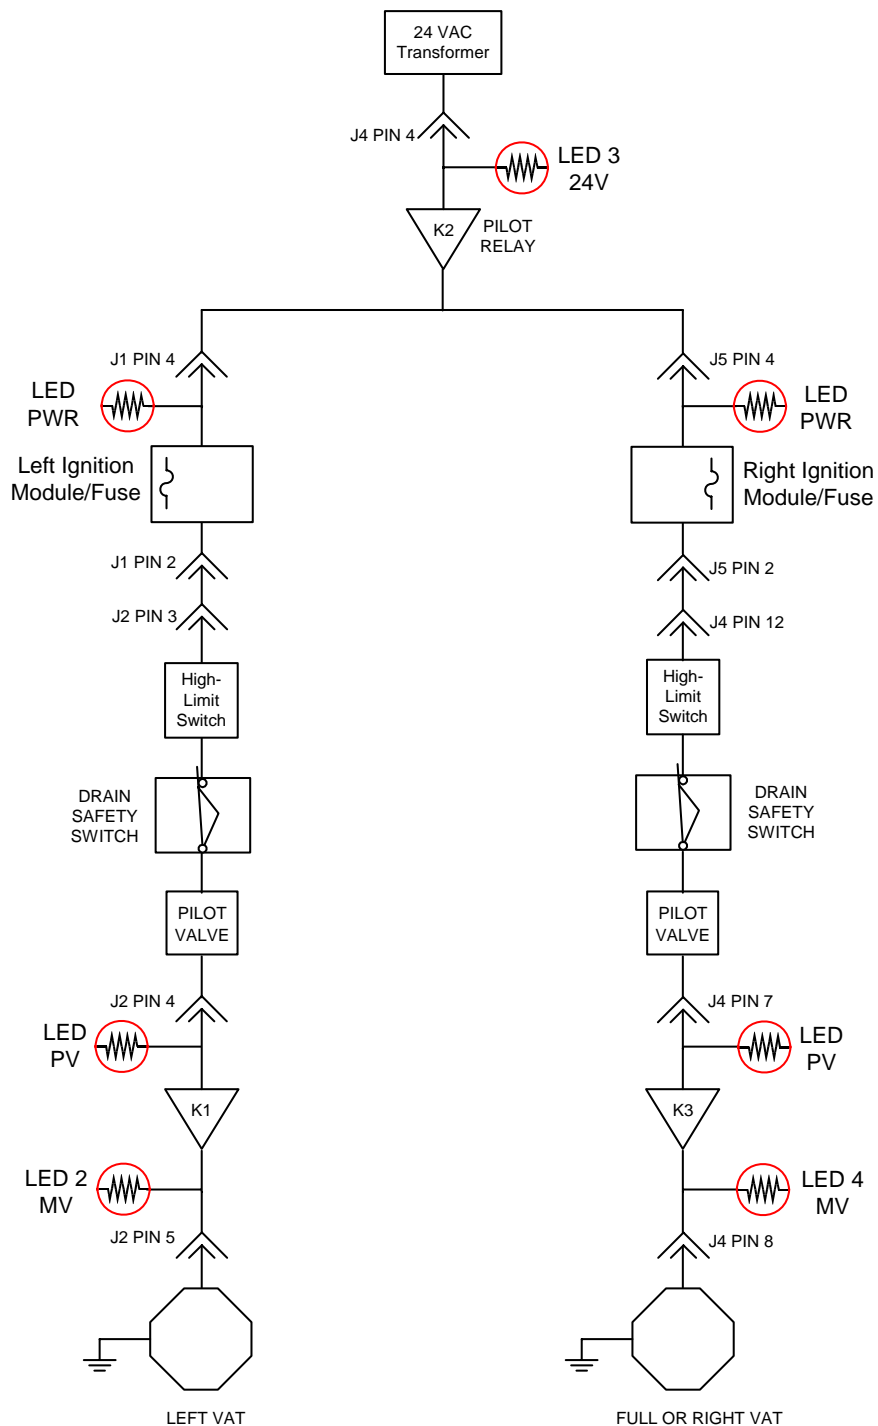 24 VAC
Transformer
J4 PIN 4
LED 3
24V
K2
PILOT
RELAY
J1 PIN 4
J5 PIN 4
LED
PWR
LED
PWR
Left Ignition
Module/Fuse
Right Ignition
Module/Fuse
J1 PIN 2
J5 PIN 2
J2 PIN 3
J4 PIN 12
High-
Limit
Switch
High-
Limit
Switch
DRAIN
SAFETY
SWITCH
DRAIN
SAFETY
SWITCH
PILOT
VALVE
PILOT
VALVE
J2 PIN 4
J4 PIN 7
LED
PV
LED
PV
K1
K3
LED 2
MV
LED 4
MV
J2 PIN 5
J4 PIN 8
LEFT VAT
FULL OR RIGHT VAT